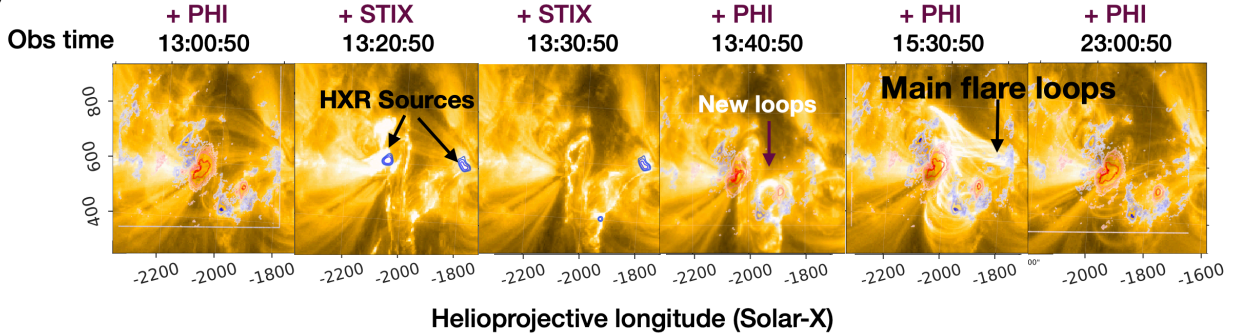 + PHI + STIX + STIX + PHI + PHI + PHI
Obs time 13:00:50 13:20:50 13:30:50 13:40:50 15:30:50 23:00:50
800
600
400
HXR Sources
New loops
Main flare loops
-2200 -2000 -1800
-2200 -2000 -1800
-2200 -2000 -1800
-2200 -2000 -1800
-2200 -2000 -1800
00" -2000 -1800 -1600
Helioprojective longitude (Solar-X)